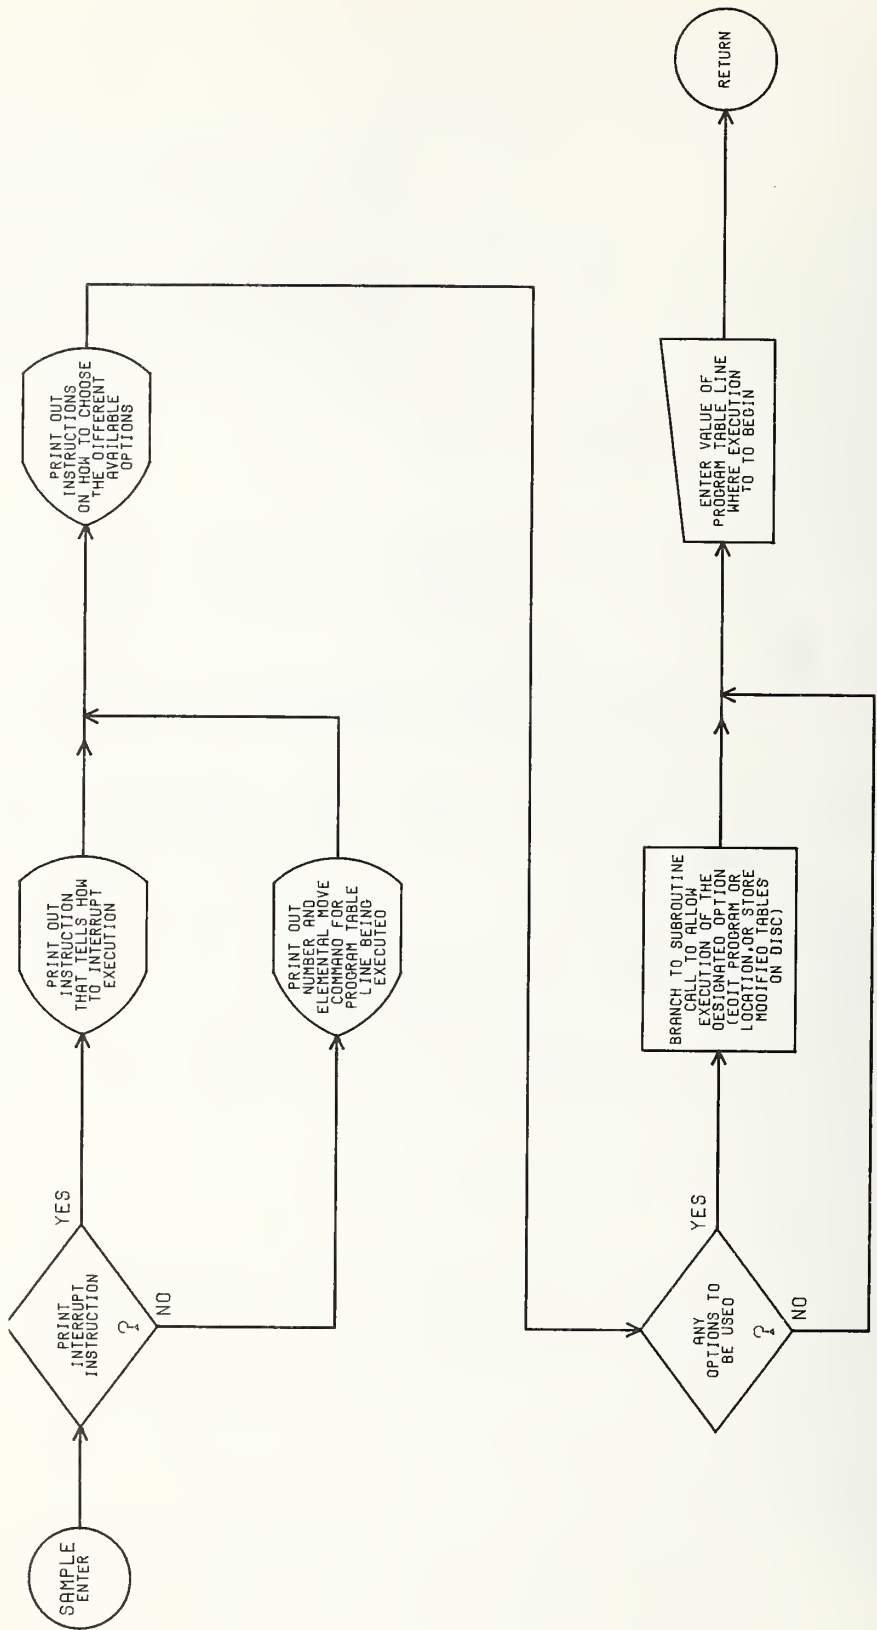 SAMPLE
ENTER
PRINT
INTERRUPT
INSTRUCTION
?
YES
NO
PRINT OUT
INSTRUCTION
THAT TELLS HOW
TO INTERRUPT
EXECUTION
PRINT OUT
NUMBER AND
ELEMENTAL MOVE
COMMAND FOR
PROGRAM TABLE
LINE BEING
EXECUTED
PRINT OUT
INSTRUCTIONS
ON HOW TO CHOOSE
THE DIFFERENT
AVAILABLE
OPTIONS
ANY
OPTIONS TO
BE USED
?
YES
NO
BRANCH TO SUBROUTINE
CALL TO ALLOW
EXECUTION OF THE
DESIGNATED OPTION
(EDIT PROGRAM OR
LOCATION,OR STORE
MODIFIED TABLES
ON DISC)
ENTER VALUE OF
PROGRAM TABLE LINE
WHERE EXECUTION
TO TO BEGIN
RETURN